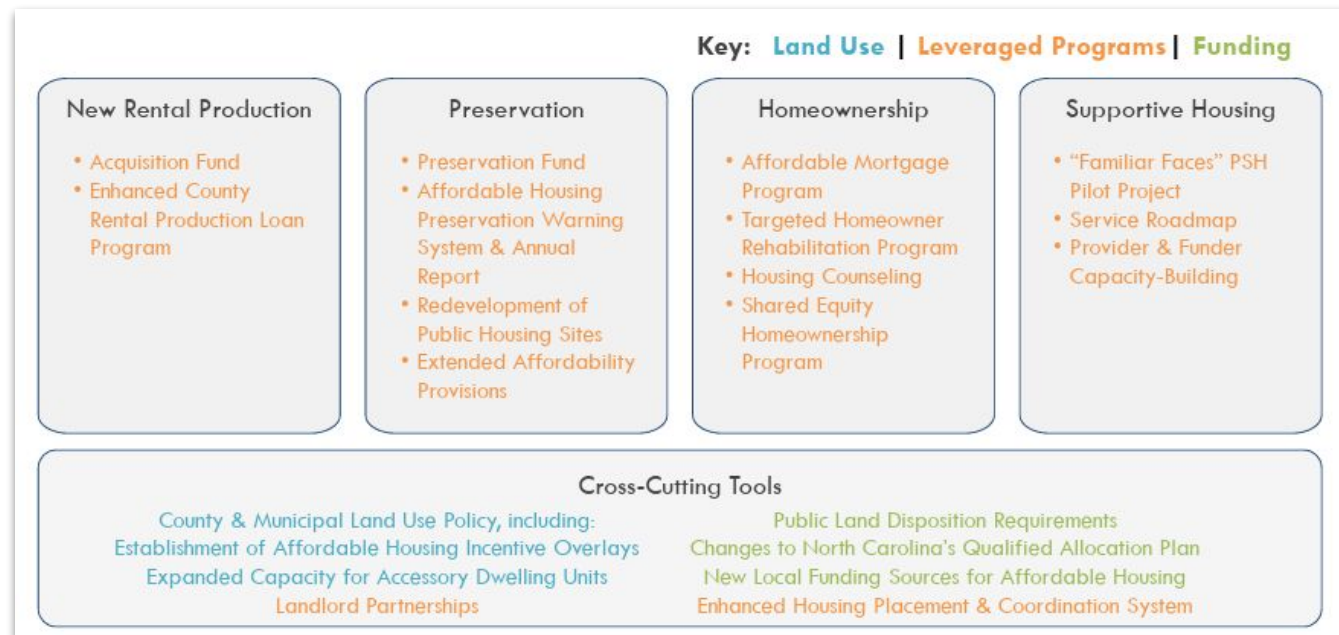 Key: Land Use | Leveraged Programs | Funding
New Rental Production
• Acquisition Fund
• Enhanced County
Rental Production Loan
Program
Preservation
• Preservation Fund
• Affordable Housing
Preservation Warning
System & Annual
Report
• Redevelopment of
Public Housing Sites
• Extended Affordability
Provisions
Homeownership
• Affordable Mortgage
Program
• Targeted Homeowner
Rehabilitation Program
• Housing Counseling
• Shared Equity
Homeownership
Program
Supportive Housing
• “Familiar Faces” PSH
Pilot Project
• Service Roadmap
• Provider & Funder
Capacity-Building
Cross-Cutting Tools
County & Municipal Land Use Policy, including:
Establishment of Affordable Housing Incentive Overlays
Expanded Capacity for Accessory Dwelling Units
Landlord Partnerships
Public Land Disposition Requirements
Changes to North Carolina's Qualified Allocation Plan
New Local Funding Sources for Affordable Housing
Enhanced Housing Placement & Coordination System